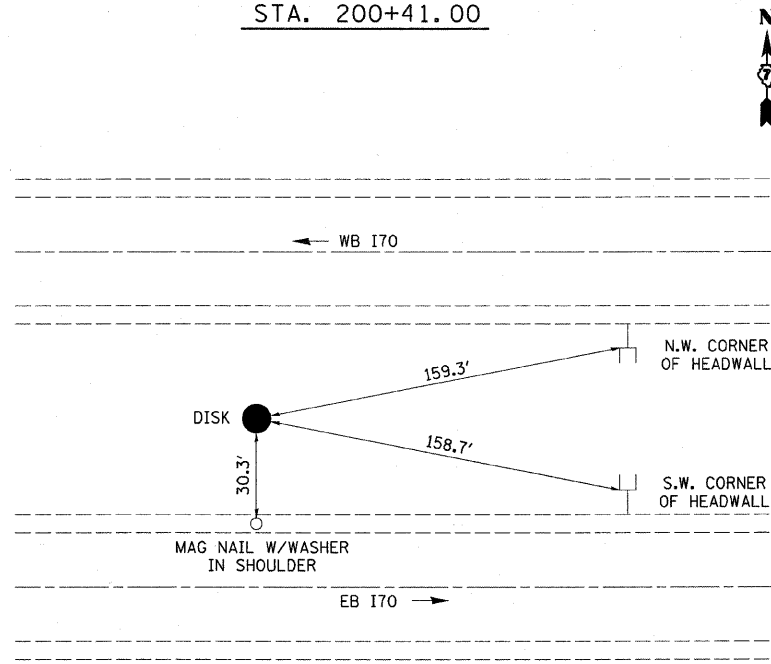 STA. 200+41.00
N
WB I70
N.W. CORNER
OF HEADWALL
159.3'
DISK
158.7'
30.3'
S.W. CORNER
OF HEADWALL
MAG NAIL W/WASHER
IN SHOULDER
EB I70